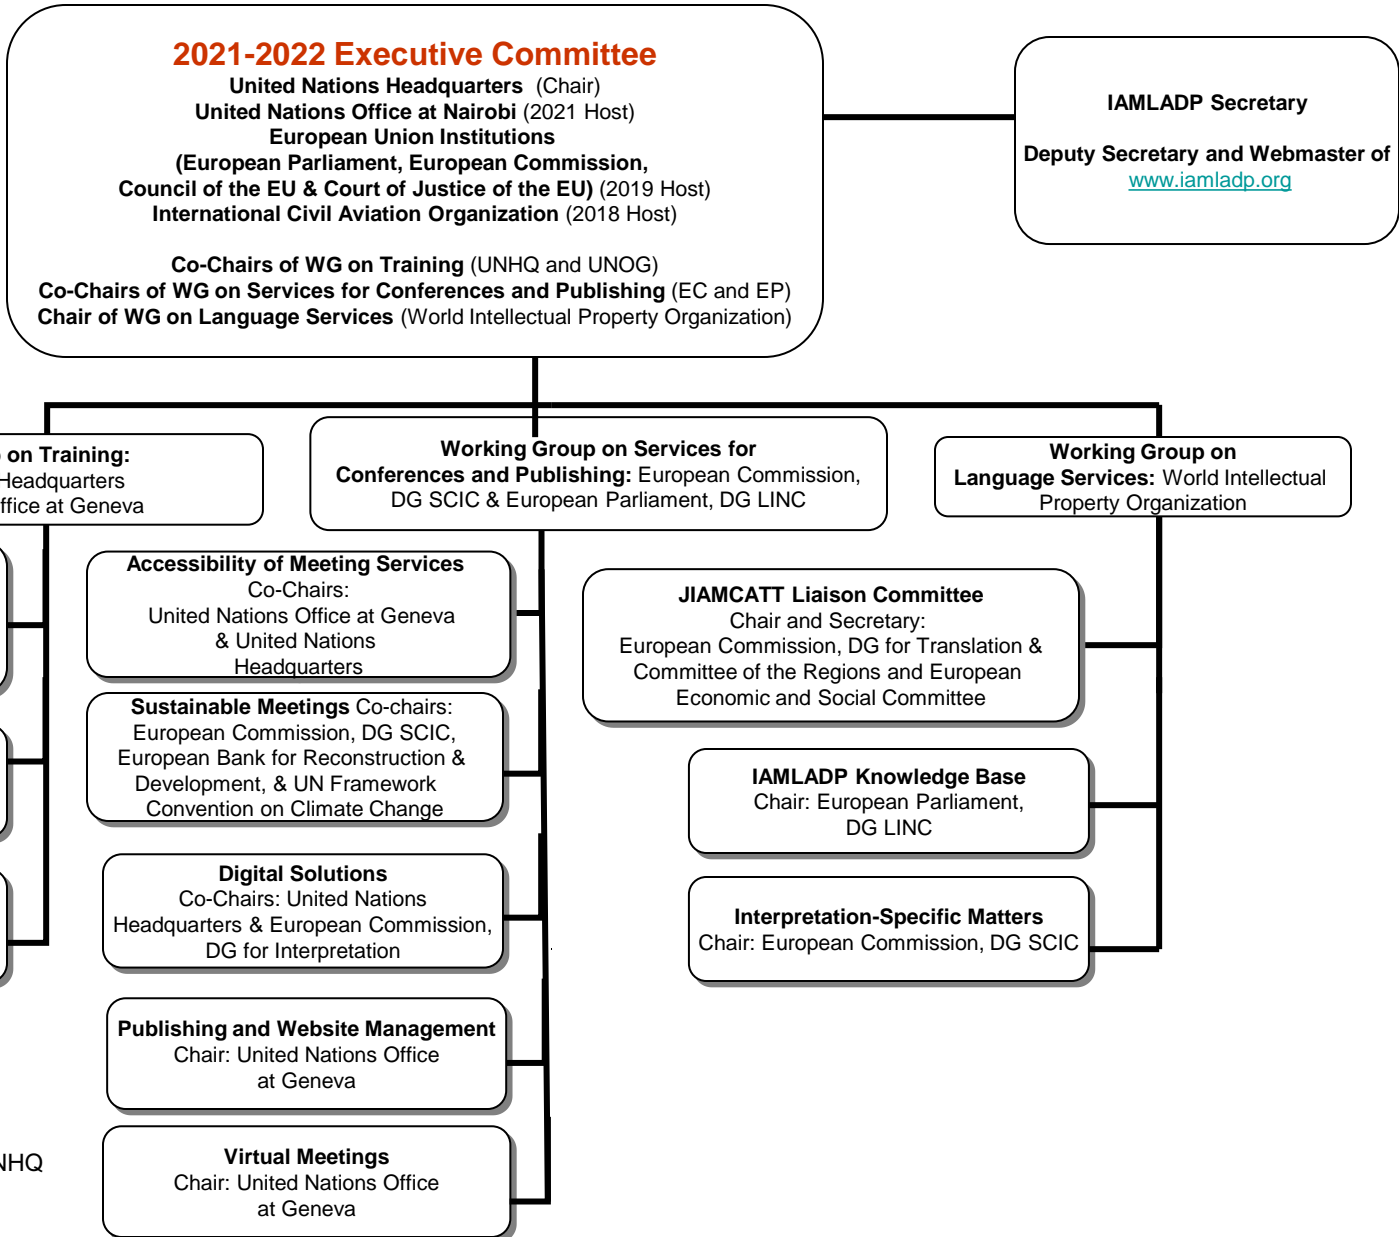 2021-2022 Executive Committee
United Nations Headquarters (Chair)
United Nations Office at Nairobi (2021 Host)
European Union Institutions
(European Parliament, European Commission,
Council of the EU & Court of Justice of the EU) (2019 Host)
International Civil Aviation Organization (2018 Host)
Co-Chairs of WG on Training (UNHQ and UNOG)
Co-Chairs of WG on Services for Conferences and Publishing (EC and EP)
Chair of WG on Language Services (World Intellectual Property Organization)
IAMLADP Secretary
Deputy Secretary and Webmaster of
www.iamladp.org
on Training:
Headquarters
ffice at Geneva
Working Group on Services for
Conferences and Publishing: European Commission,
DG SCIC & European Parliament, DG LINC
Working Group on
Language Services: World Intellectual
Property Organization
Accessibility of Meeting Services
Co-Chairs:
United Nations Office at Geneva
& United Nations
Headquarters
Sustainable Meetings Co-chairs:
European Commission, DG SCIC,
European Bank for Reconstruction &
Development, & UN Framework
Convention on Climate Change
Digital Solutions
Co-Chairs: United Nations
Headquarters & European Commission,
DG for Interpretation
Publishing and Website Management
Chair: United Nations Office
at Geneva
Virtual Meetings
Chair: United Nations Office
at Geneva
JIAMCATT Liaison Committee
Chair and Secretary:
European Commission, DG for Translation &
Committee of the Regions and European
Economic and Social Committee
IAMLADP Knowledge Base
Chair: European Parliament,
DG LINC
Interpretation-Specific Matters
Chair: European Commission, DG SCIC
NHQ